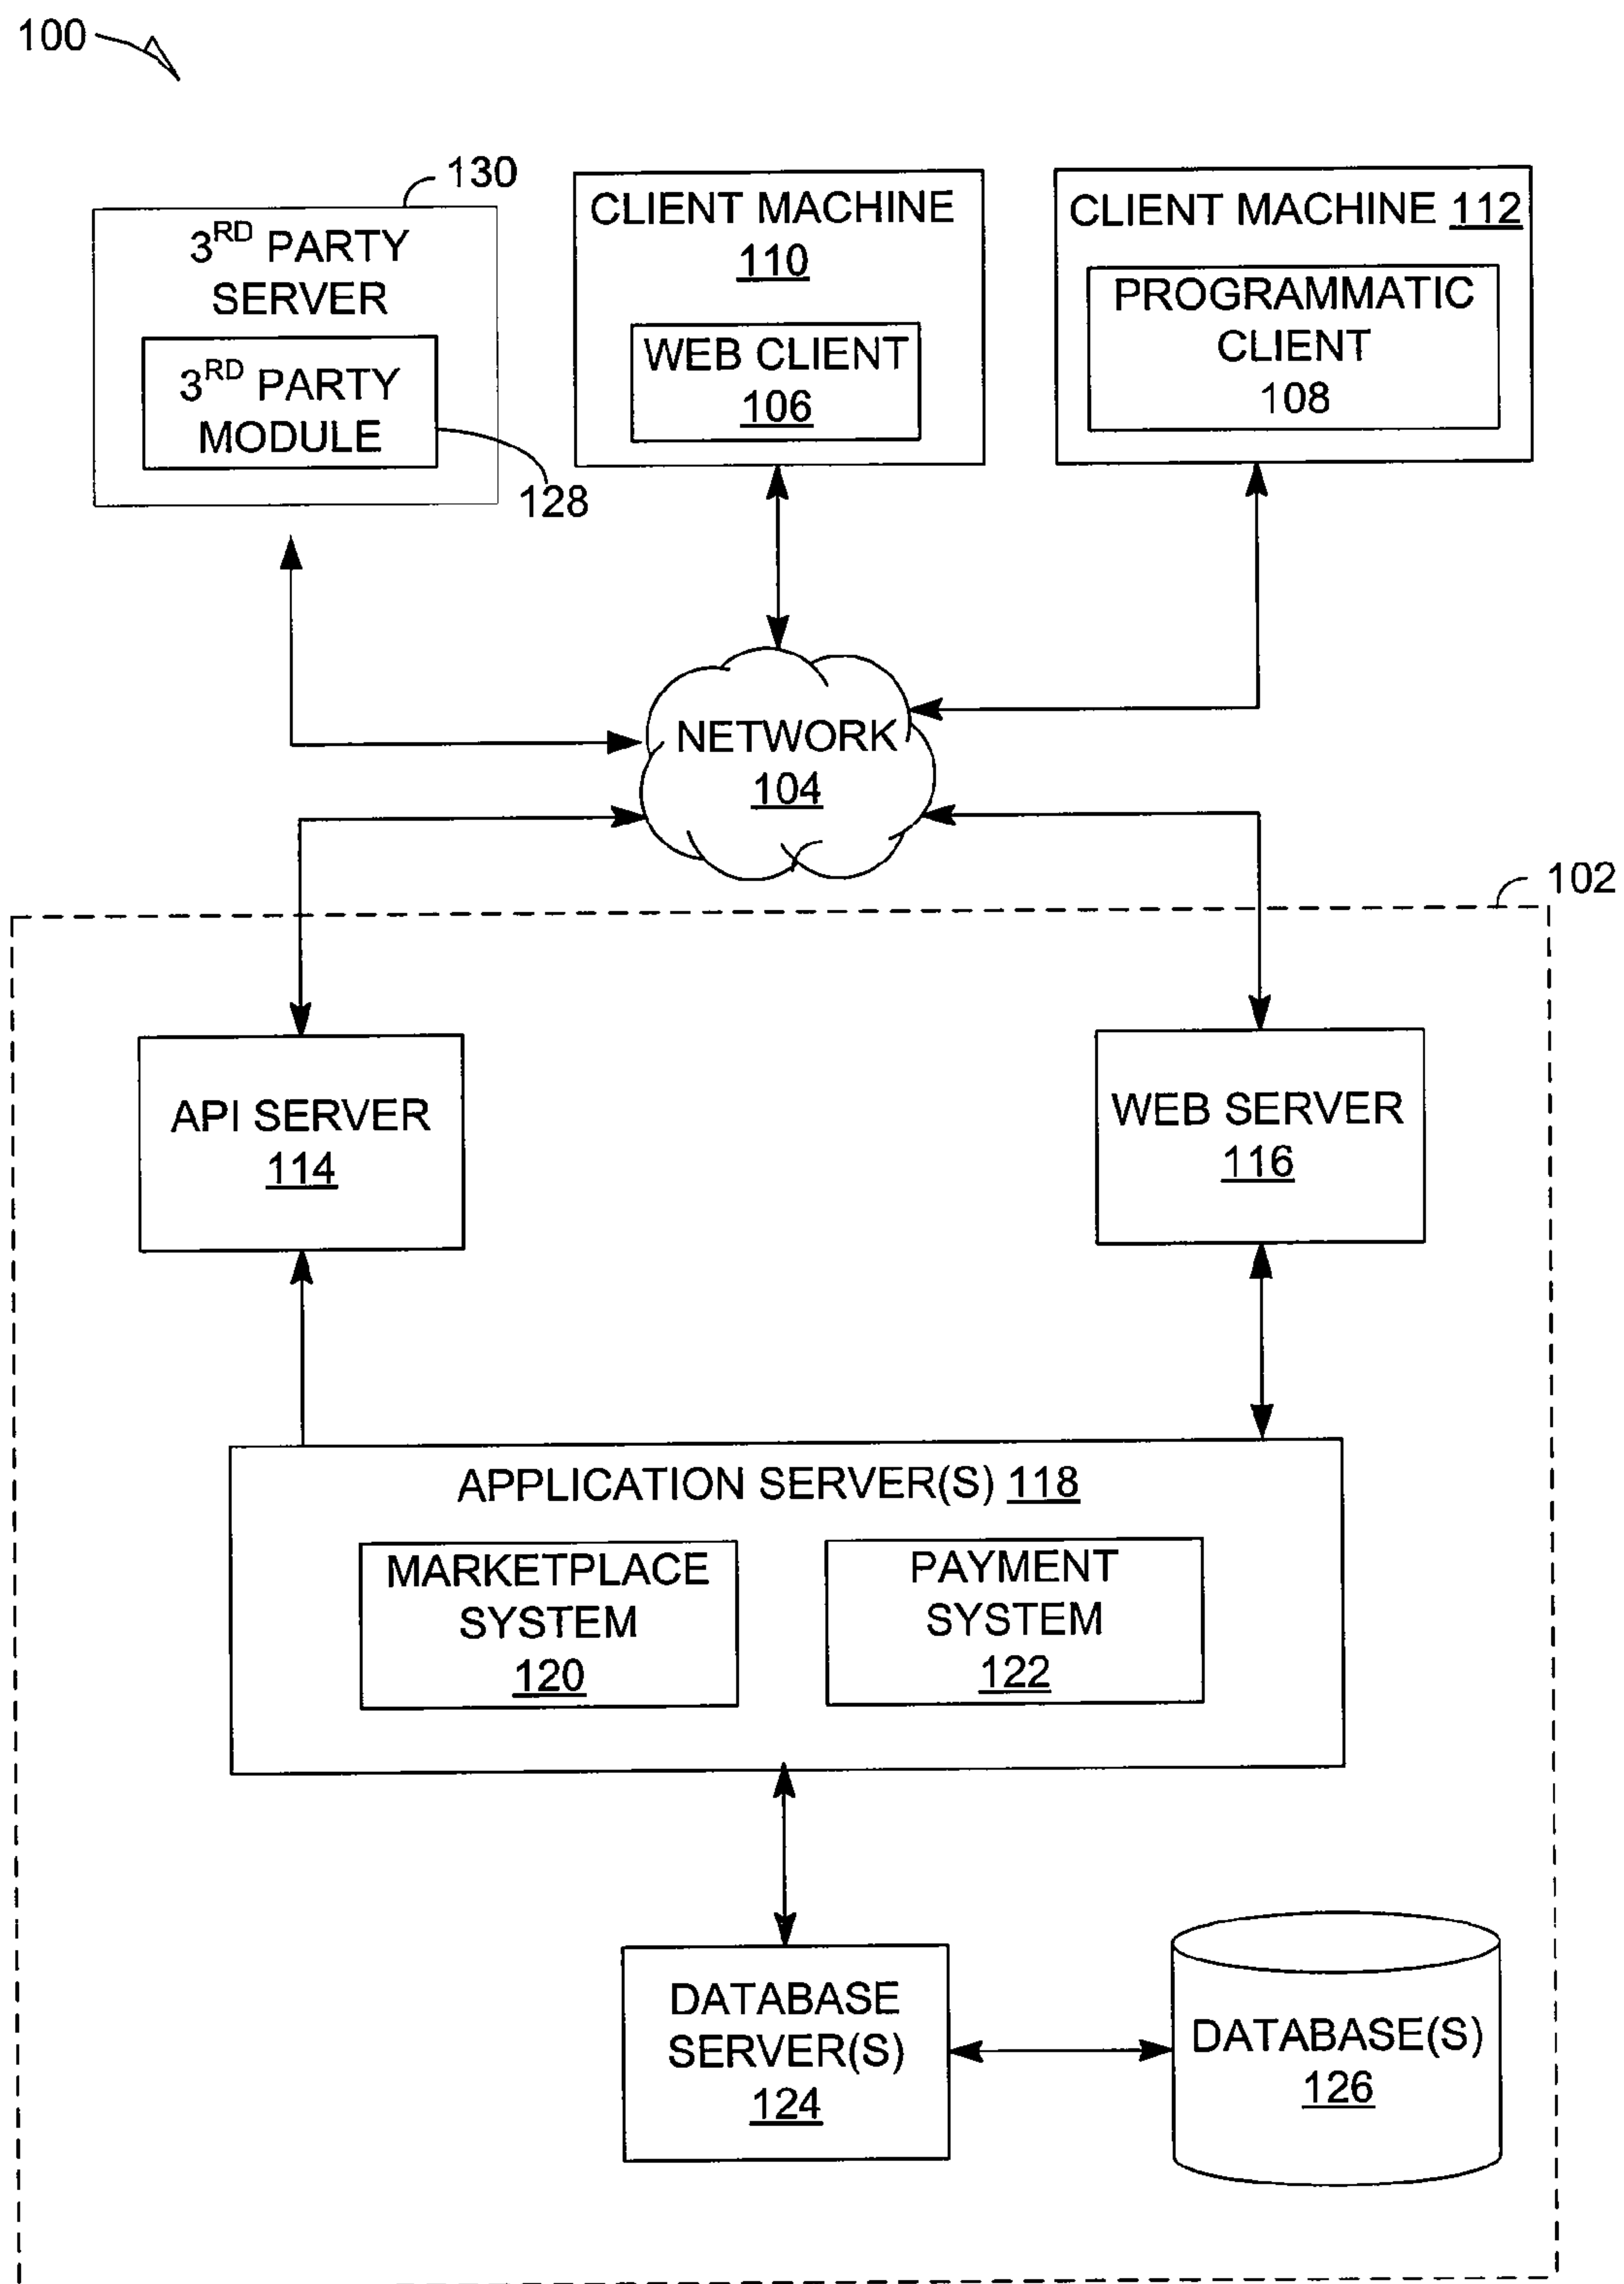 100
130
3RD PARTY
SERVER
3RD PARTY
MODULE
128
CLIENT MACHINE
110
WEB CLIENT
106
CLIENT MACHINE 112
PROGRAMMATIC
CLIENT
108
NETWORK
104
102
API SERVER
114
WEB SERVER
116
APPLICATION SERVER(S) 118
MARKETPLACE
SYSTEM
120
PAYMENT
SYSTEM
122
DATABASE
SERVER(S)
124
DATABASE(S)
126